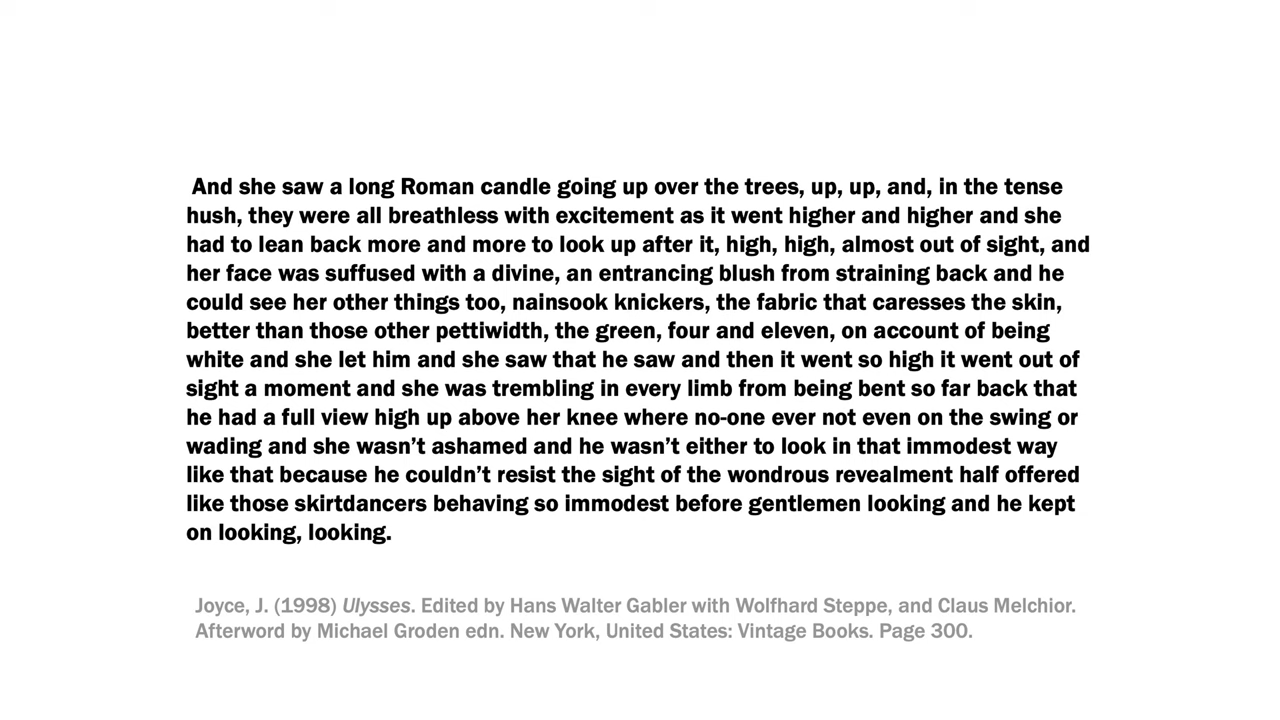 And she saw a long Roman candle going up over the trees, up, up, and, in the tense
hush, they were all breathless with excitement as it went higher and higher and she
had to lean back more and more to look up after it, high, high, almost out of sight, and
her face was suffused with a divine, an entrancing blush from straining back and he
could see her other things too, nainsook knickers, the fabric that caresses the skin,
better than those other pettiwidth, the green, four and eleven, on account of being
white and she let him and she saw that he saw and then it went so high it went out of
sight a moment and she was trembling in every limb from being bent so far back that
he had a full view high up above her knee where no-one ever not even on the swing or
wading and she wasn’t ashamed and he wasn’t either to look in that immodest way
like that because he couldn’t resist the sight of the wondrous revealment half offered
like those skirtdancers behaving so immodest before gentlemen looking and he kept
on looking, looking.
Joyce, J. (1998) Ulysses. Edited by Hans Walter Gabler with Wolfhard Steppe, and Claus Melchior.
Afterword by Michael Groden edn. New York, United States: Vintage Books. Page 300.